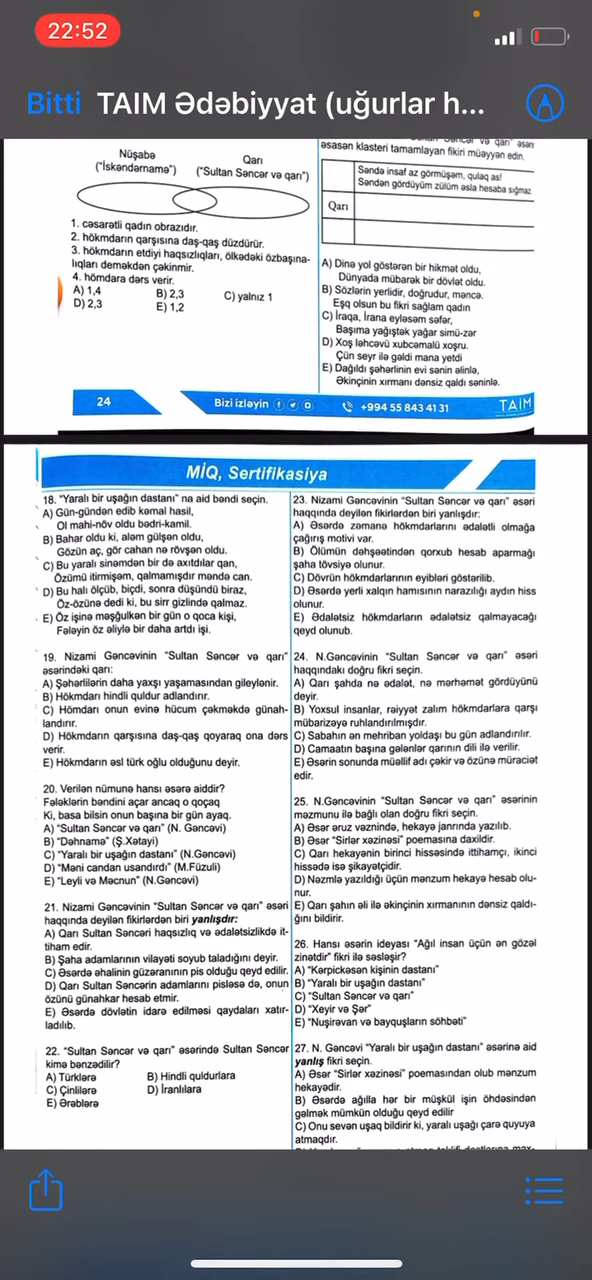 22:52
Bitti TAIM Ədəbiyyat (uğurlar h...
Nüşabə
("İskəndərnamə")
Qarı
("Sultan Səncər və qarı")
1. cəsarətli qadın obrazıdır.
2. hökmdarın qarşısına daş-qaş düzdürür.
3. hökmdarın etdiyi haqsızlıqları, ölkədəki özbaşına-
lıqları deməkdən çəkinmir.
4. hömdara dərs verir.
A) 1,4 B) 2,3 C) yalnız 1
D) 2,3 E) 1,2
və qarı" əsəri
əsasən klasteri tamamlayan fikiri müəyyən edin.
Səndə insaf az görmüşəm, qulaq as!
Səndən gördüyüm zülüm əsla hesaba sığmaz
Qarı
A) Dinə yol göstərən bir hikmət oldu,
Dünyada mübarək bir dövlət oldu.
B) Sözlərin yerlidir, doğrudur, məncə.
Eşq olsun bu fikri sağlam qadın
C) İraqa, İrana eyləsəm səfər,
Başıma yağıştək yağar simü-zər
D) Xoş ləhcəvü xubcəmalü xoşru.
Çün seyr ilə gəldi mana yetdi
E) Dağıldı şəhərlinin evi sənin əlinlə,
Əkinçinin xırmanı dənsiz qaldı səninlə.
24 Bizi izləyin +994 55 843 41 31 TAIM
MİQ, Sertifikasiya
18. "Yaralı bir uşağın dastanı" na aid bəndi seçin.
A) Gün-gündən edib kəmal hasil,
Ol mahi-növ oldu bədri-kamil.
B) Bahar oldu ki, aləm gülşən oldu,
Gözün aç, gör cahan nə rövşən oldu.
C) Bu yaralı sinəmdən bir də axıtdılar qan,
Özümü itirmişəm, qalmamışdır məndə can.
D) Bu halı ölçüb, biçdi, sonra düşündü biraz,
Öz-özünə dedi ki, bu sirr gizlində qalmaz.
E) Öz işinə məşğulkən bir gün o qoca kişi,
Fələyin öz əliylə bir daha artdı işi.
19. Nizami Gəncəvinin "Sultan Səncər və qarı"
əsərindəki qarı:
A) Şəhərlilərin daha yaxşı yaşamasından gileylənir.
B) Hökmdarı hindli quldur adlandırır.
C) Hömdarı onun evinə hücum çəkməkdə günah-
landırır.
D) Hökmdarın qarşısına daş-qaş qoyaraq ona dərs
verir.
E) Hökmdarın əsl türk oğlu olduğunu deyir.
20. Verilən nümunə hansı əsərə aiddir?
Fələklərin bəndini açar ancaq o qoçaq
Ki, basa bilsin onun başına bir gün ayaq.
A) "Sultan Səncər və qarı" (N. Gəncəvi)
B) "Dəhnamə" (Ş.Xətayi)
C) "Yaralı bir uşağın dastanı" (N.Gəncəvi)
D) "Məni candan usandırdı" (M.Füzuli)
E) "Leyli və Məcnun" (N.Gəncəvi)
21. Nizami Gəncəvinin "Sultan Səncər və qarı" əsəri
haqqında deyilən fikirlərdən biri yanlışdır:
A) Qarı Sultan Səncəri haqsızlıq və ədalətsizlikdə it-
tiham edir.
B) Şaha adamlarının vilayəti soyub taladığını deyir.
C) Əsərdə əhalinin güzəranının pis olduğu qeyd edilir.
D) Qarı Sultan Səncərin adamlarını pisləsə də, onun
özünü günahkar hesab etmir.
E) Əsərdə dövlətin idarə edilməsi qaydaları xatır-
ladılıb.
22. "Sultan Səncər və qarı" əsərində Sultan Səncər
kimə bənzədilir?
A) Türklərə B) Hindli quldurlara
C) Çinlilərə D) İranlılara
E) Ərəblərə
23. Nizami Gəncəvinin "Sultan Səncər və qarı" əsəri
haqqında deyilən fikirlərdən biri yanlışdır:
A) Əsərdə zəmanə hökmdarlarını ədalətli olmağa
çağırış motivi var.
B) Ölümün dəhşəətindən qorxub hesab aparmağı
şaha tövsiyə olunur.
C) Dövrün hökmdarlarının eyibləri göstərilib.
D) Əsərdə yerli xalqın hamısının narazılığı aydın hiss
olunur.
E) Ədalətsiz hökmdarların ədalətsiz qalmayacağı
qeyd olunub.
24. N.Gəncəvinin "Sultan Səncər və qarı" əsəri
haqqındakı doğru fikri seçin.
A) Qarı şahda nə ədalət, nə mərhəmət gördüyünü
deyir.
B) Yoxsul insanlar, rəiyyət zalım hökmdarlara qarşı
mübarizəyə ruhlandırılmışdır.
C) Sabahın ən mehriban yoldaşı bu gün adlandırılır.
D) Camaatın başına gələnlər qarının dili ilə verilir.
E) Əsərin sonunda müəllif adı çəkir və özünə müraciət
edir.
25. N.Gəncəvinin "Sultan Səncər və qarı" əsərinin
məzmunu ilə bağlı olan doğru fikri seçin.
A) Əsər əruz vəznində, hekayə janrında yazılıb.
B) Əsər "Sirlər xəzinəsi" poemasına daxildir.
C) Qarı hekayənin birinci hissəsində ittihamçı, ikinci
hissədə isə şikayətçidir.
D) Nəzmlə yazıldığı üçün mənzum hekayə hesab olu-
nur.
E) Qarı şahın əli ilə əkinçinin xırmanının dənsiz qaldı-
ğını bildirir.
26. Hansı əsərin ideyası "Ağıl insan üçün ən gözəl
zinətdir" fikri ilə səsləşir?
A) "Kərpickəsən kişinin dastanı"
B) "Yaralı bir uşağın dastanı"
C) "Sultan Səncər və qarı"
D) "Xeyir və Şər"
E) "Nuşirəvan və bayquşların söhbəti"
27. N. Gəncəvi "Yaralı bir uşağın dastanı" əsərinə aid
yanlış fikri seçin.
A) Əsər "Sirlər xəzinəsi" poemasından olub mənzum
hekayədir.
B) Əsərdə ağılla hər bir müşkül işin öhdəsindən
gəlmək mümkün olduğu qeyd edilir
C) Onu sevən uşaq bildirir ki, yaralı uşağı çarə quyuya
atmaqdır.